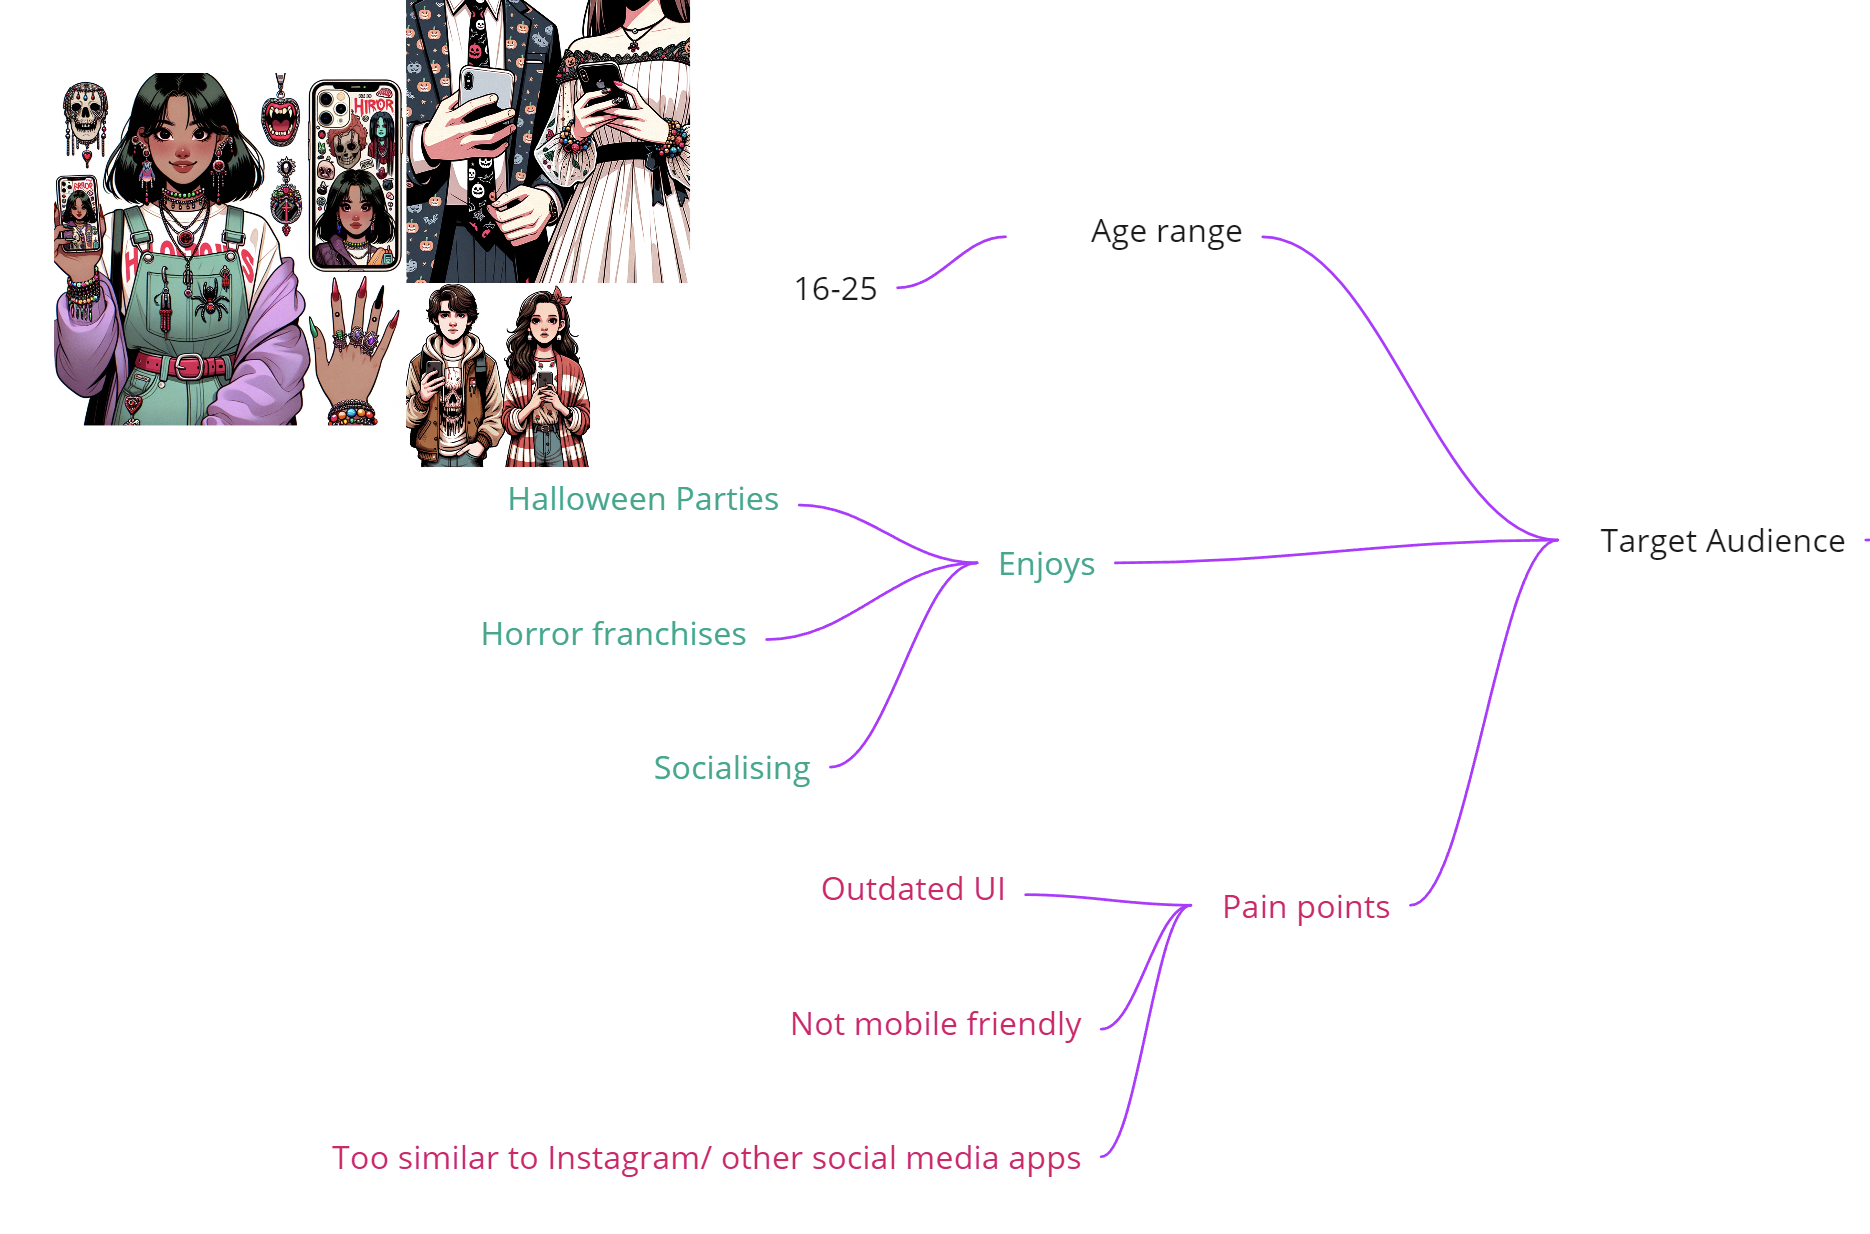 HIROR
Age range
16-25
Halloween Parties
Enjoys
Target Audience
Horror franchises
Socialising
Outdated UI
Pain points
Not mobile friendly
Too similar to Instagram/ other social media apps